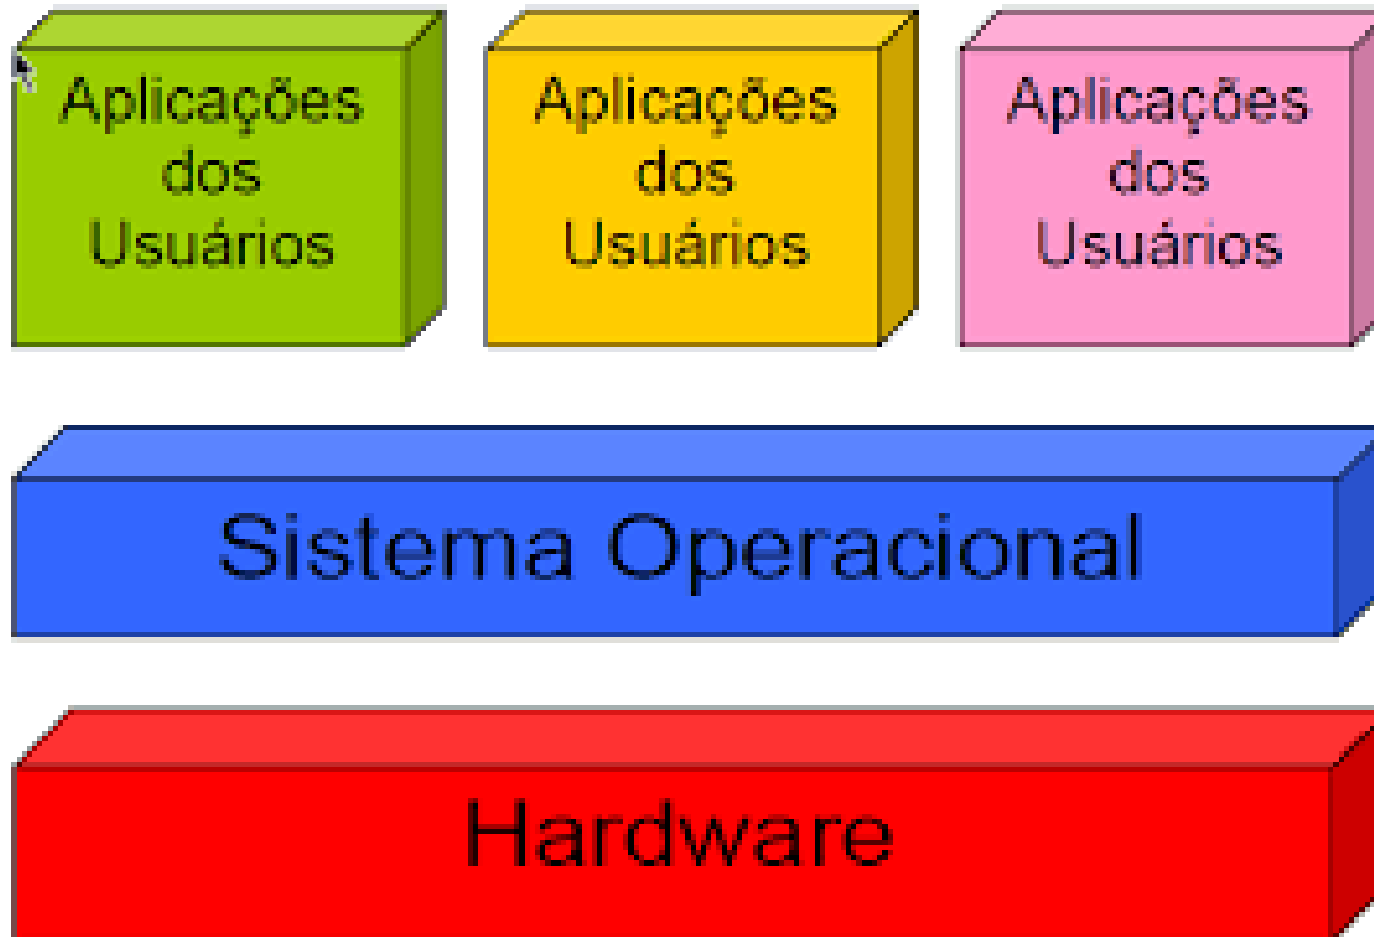 Aplicações
dos
Usuários
Aplicações
dos
Usuários
Aplicações
dos
Usuários
Sistema Operacional
Hardware